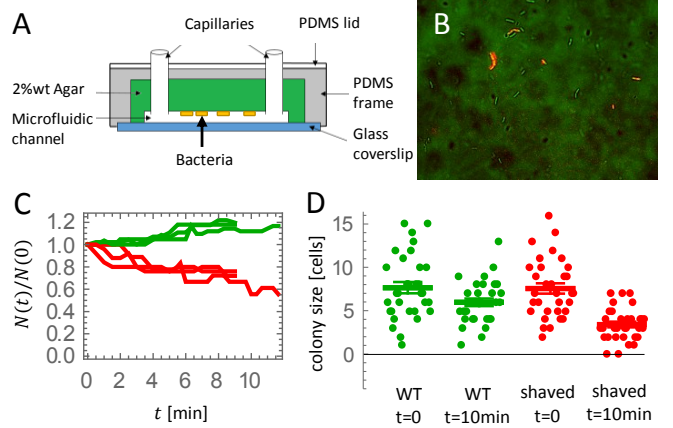 A
Capillaries
PDMS lid
2%wt Agar
PDMS
frame
Microfluidic
channel
Glass
coverslip
Bacteria
B
C
N(t)/N(0)
1.2
1.0
0.8
0.6
0.4
0.2
0.0
0 2 4 6 8 10
t [min]
D
colony size [cells]
15
10
5
0
WT
t=0
WT
t=10min
shaved
t=0
shaved
t=10min